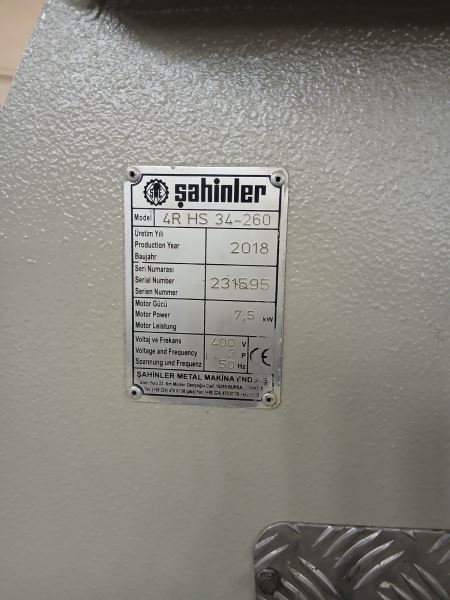 şahinler
Model 4R HS 34-260
Üretim Yılı
Production Year
Baujahr
2018
Seri Numarası
Serial Number
Serien Nummer
231595
Motor Gücü
Motor Power
Motor Leistung
7,5 kW
Voltaj ve Frekans
Voltage and Frequency
Spannung und Frequenz
400 V
3 P
50 Hz
CE
ŞAHİNLER METAL MAKİNA END. A.Ş.